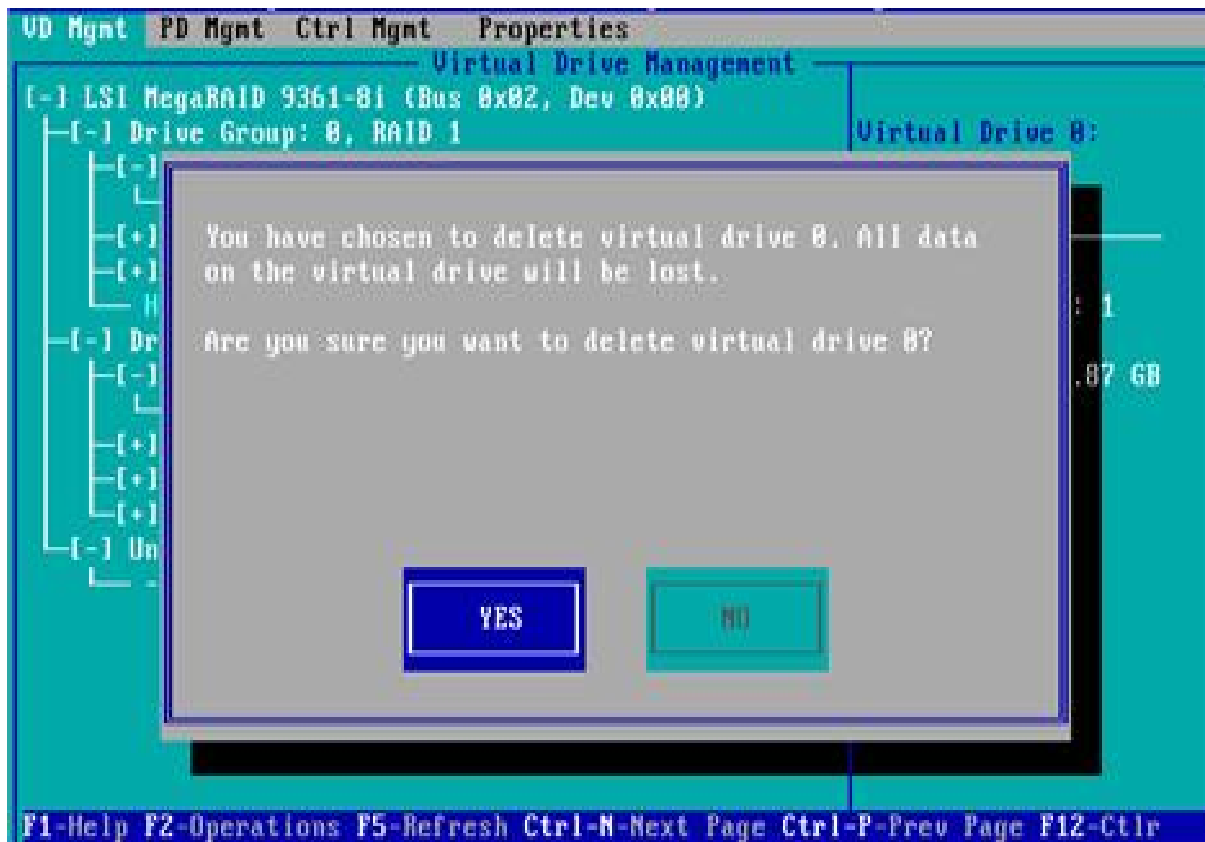 VD Mgmt PD Mgmt Ctrl Mgmt Properties
Virtual Drive Management
[-] LSI MegaRAID 9361-8i (Bus 0x02, Dev 0x00)
[-] Drive Group: 0, RAID 1
Virtual Drive 0:
[-]
[+]
[+]
: 1
[-] Dr
[-]
.87 GB
[+]
[+]
[+]
[-] Un
You have chosen to delete virtual drive 0. All data
on the virtual drive will be lost.
Are you sure you want to delete virtual drive 0?
YES
NO
F1-Help F2-Operations F5-Refresh Ctrl-N-Next Page Ctrl-P-Prev Page F12-Ctlr